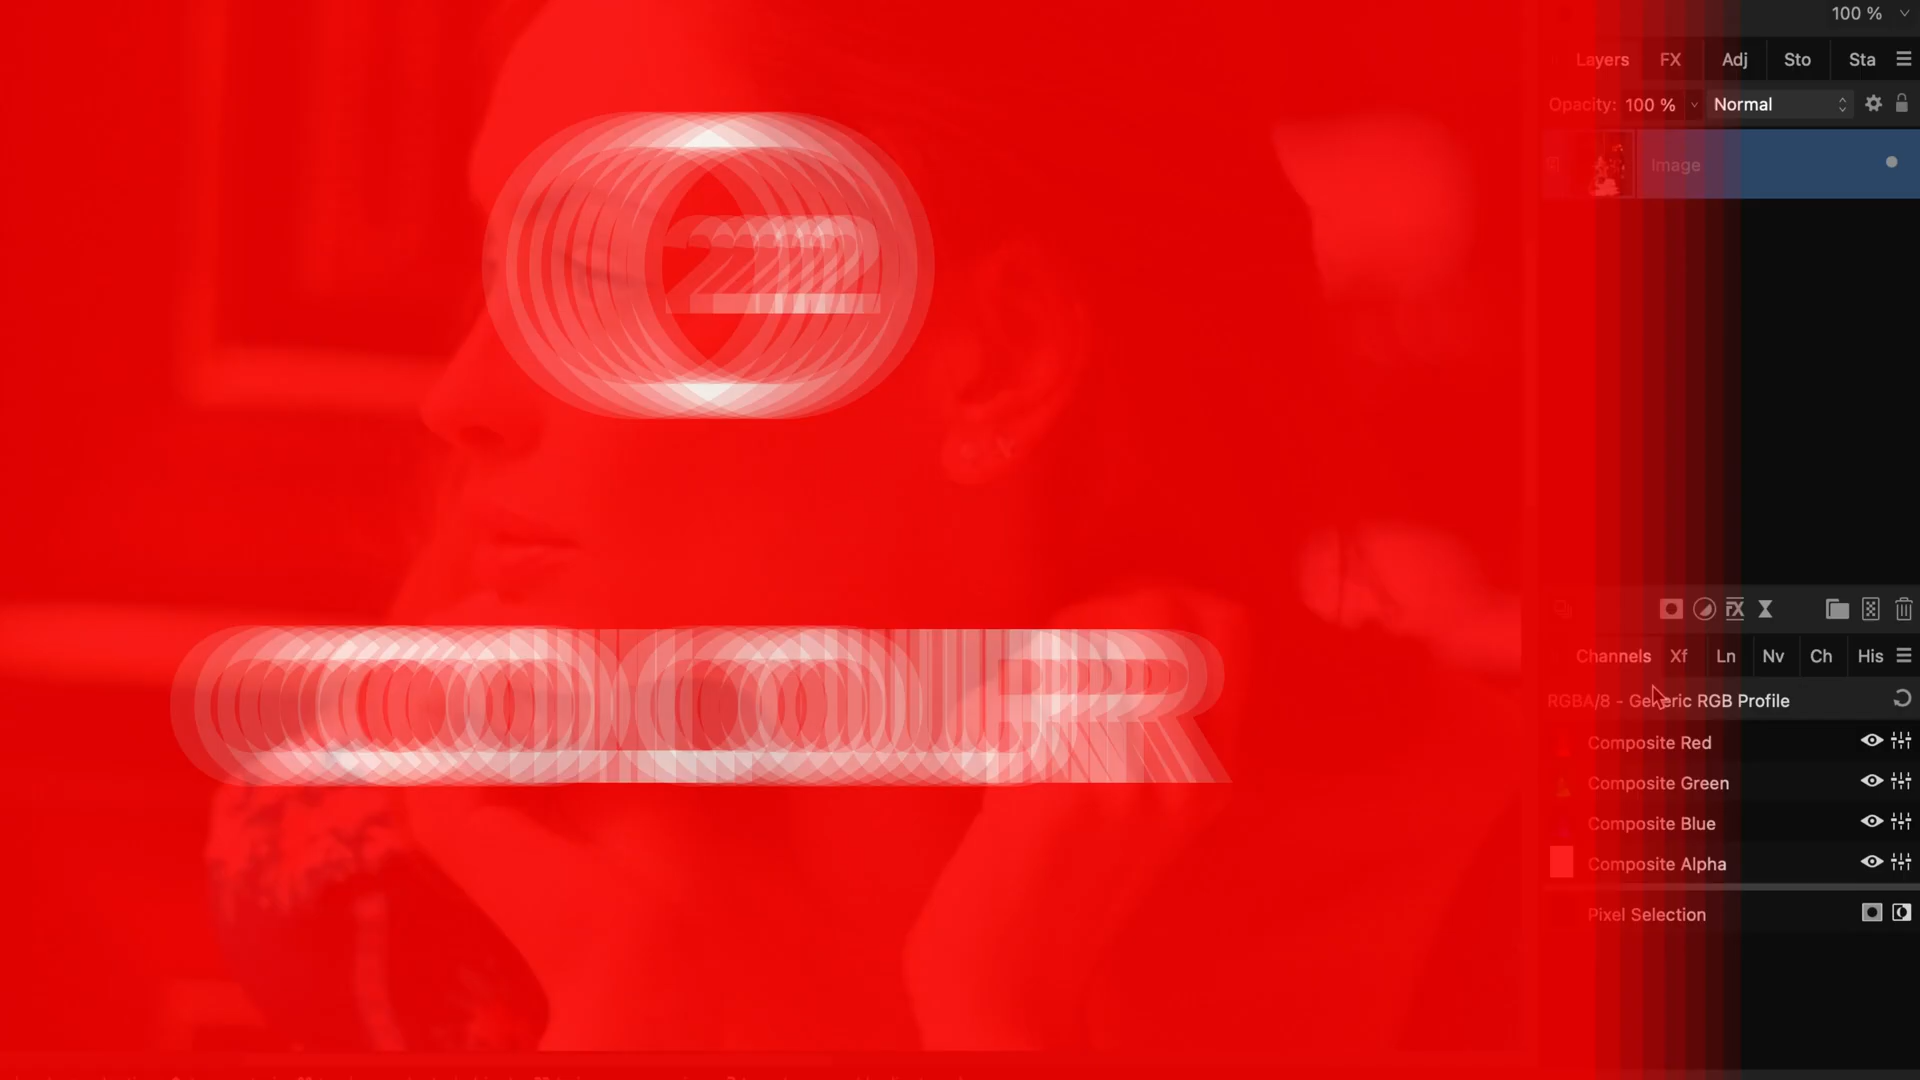 100 %
Layers FX Adj Sto Sta
Opacity: 100 % Normal
Image
2
Channels Xf Ln Nv Ch His
RGBA/8 - Generic RGB Profile
Composite Red
Composite Green
Composite Blue
Composite Alpha
Pixel Selection